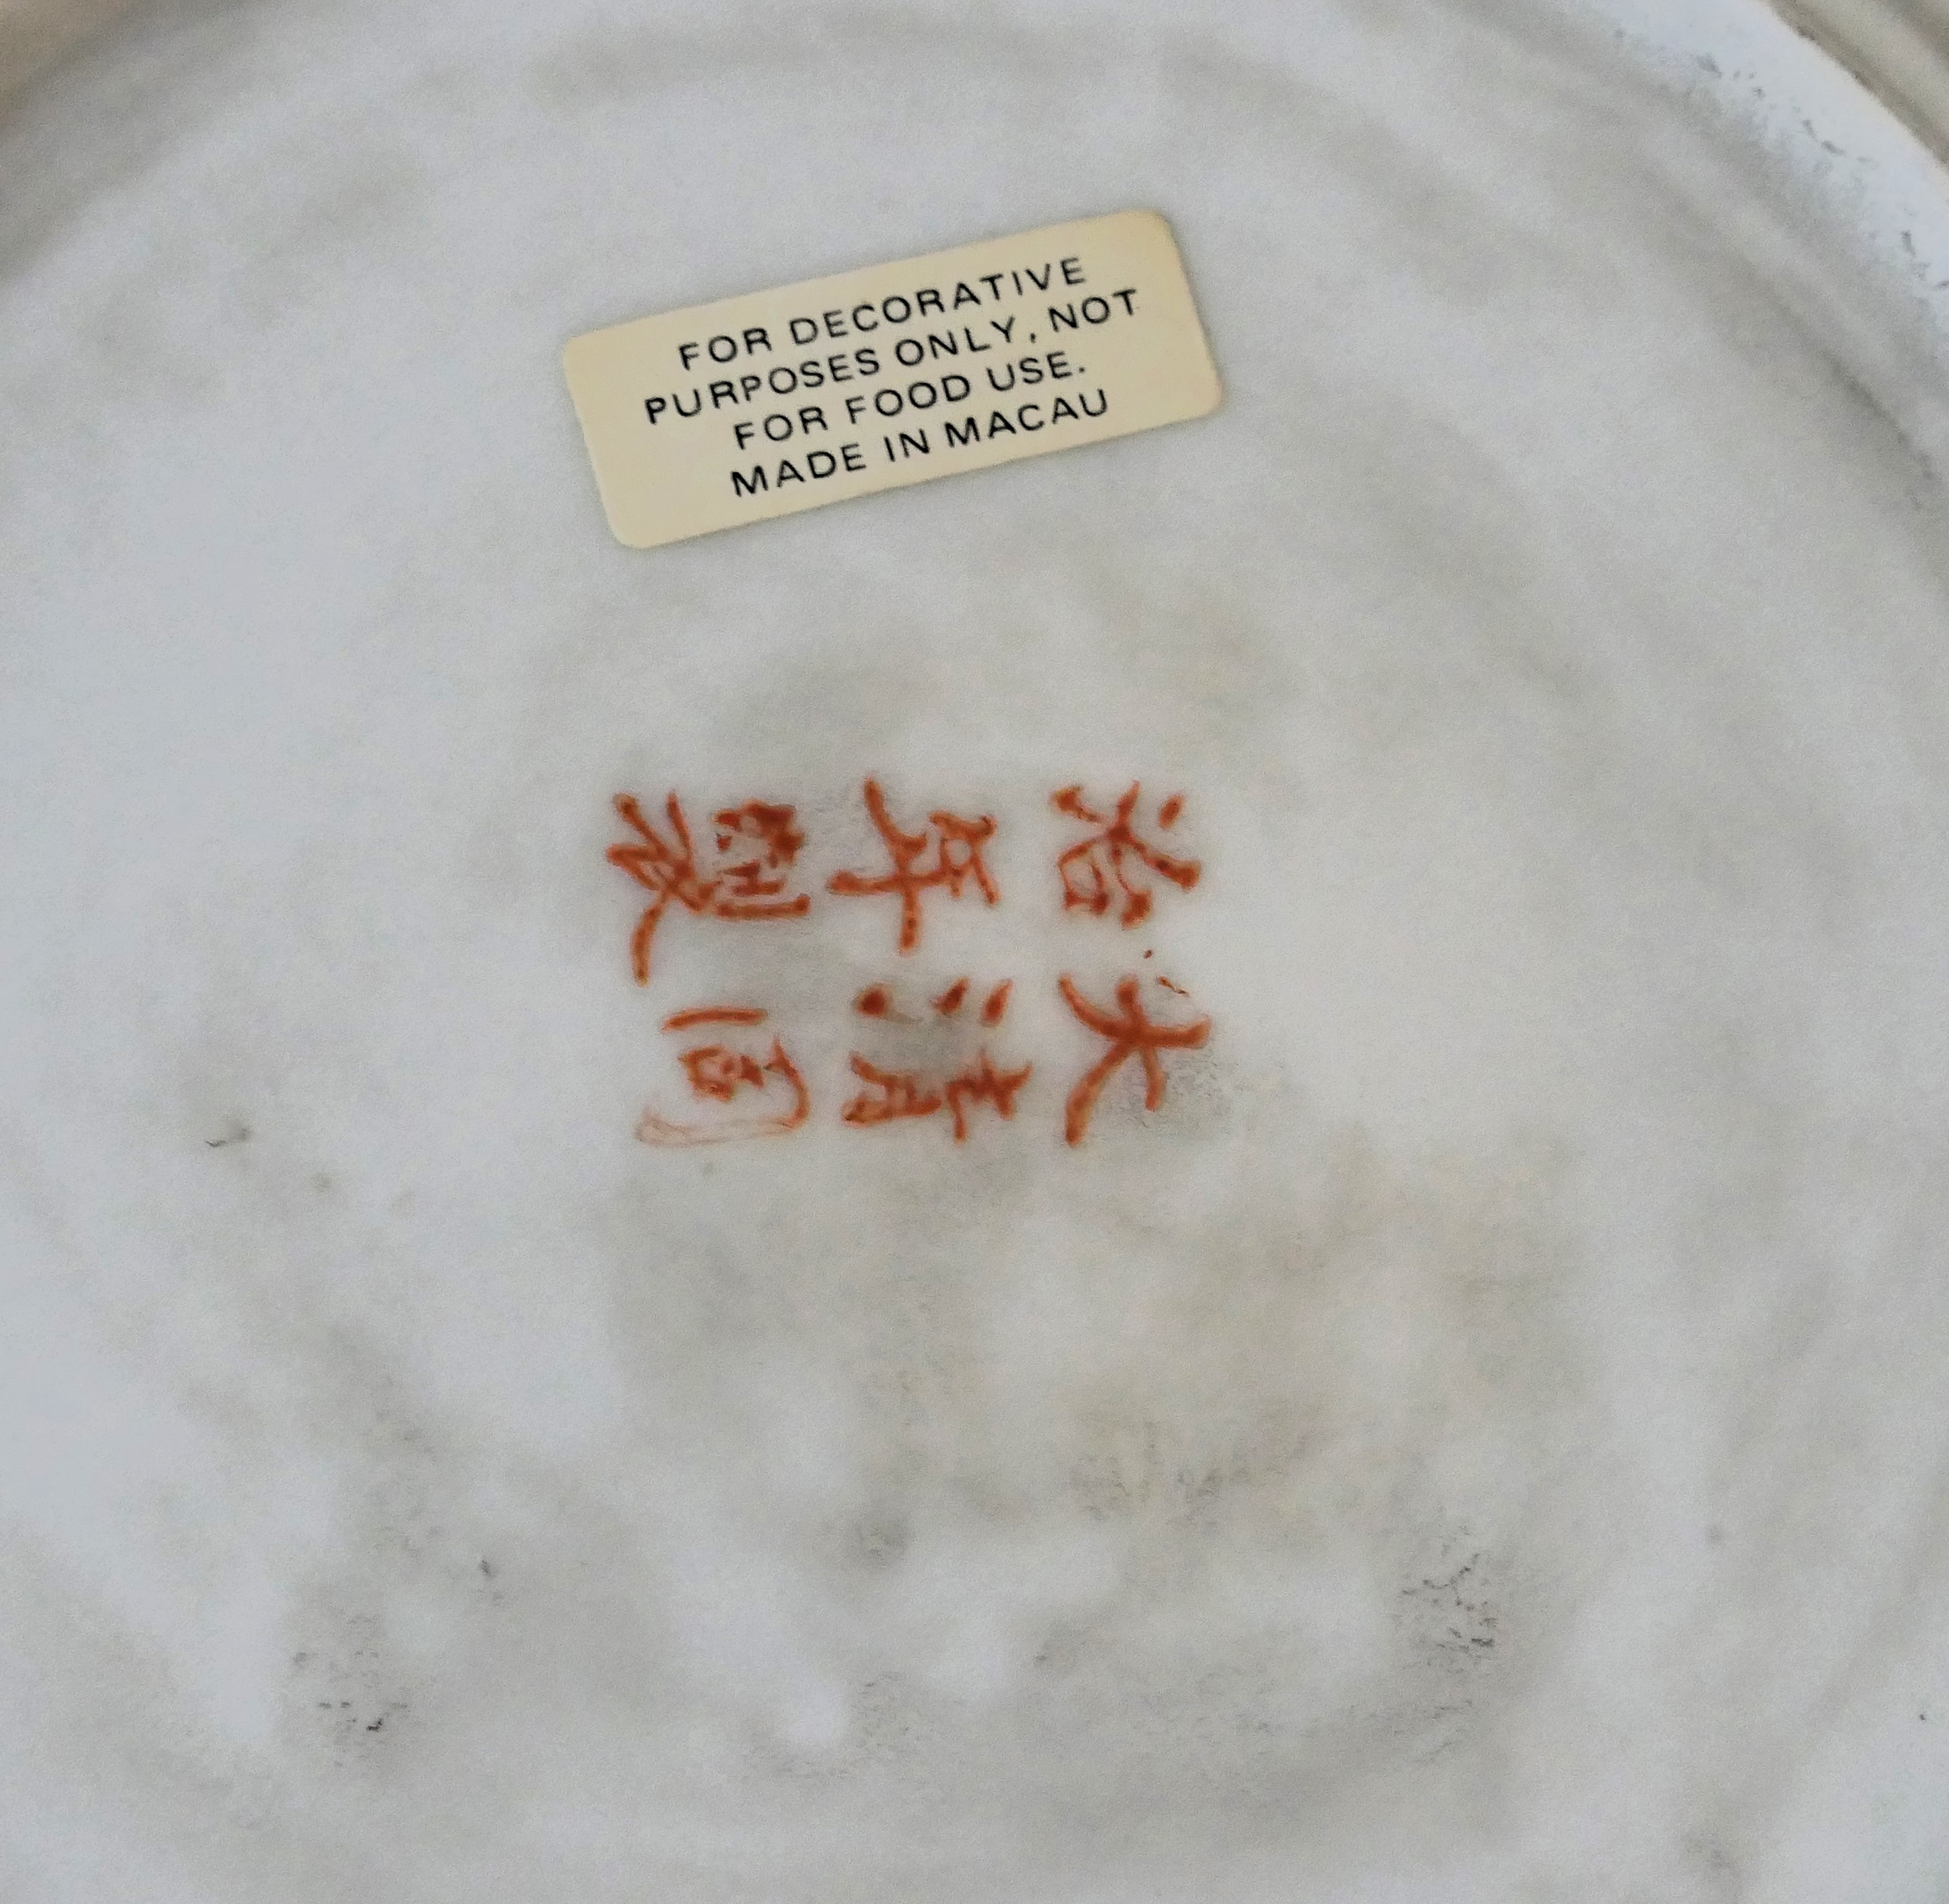 FOR DECORATIVE
PURPOSES ONLY, NOT
FOR FOOD USE.
MADE IN MACAU
大清同
治年製